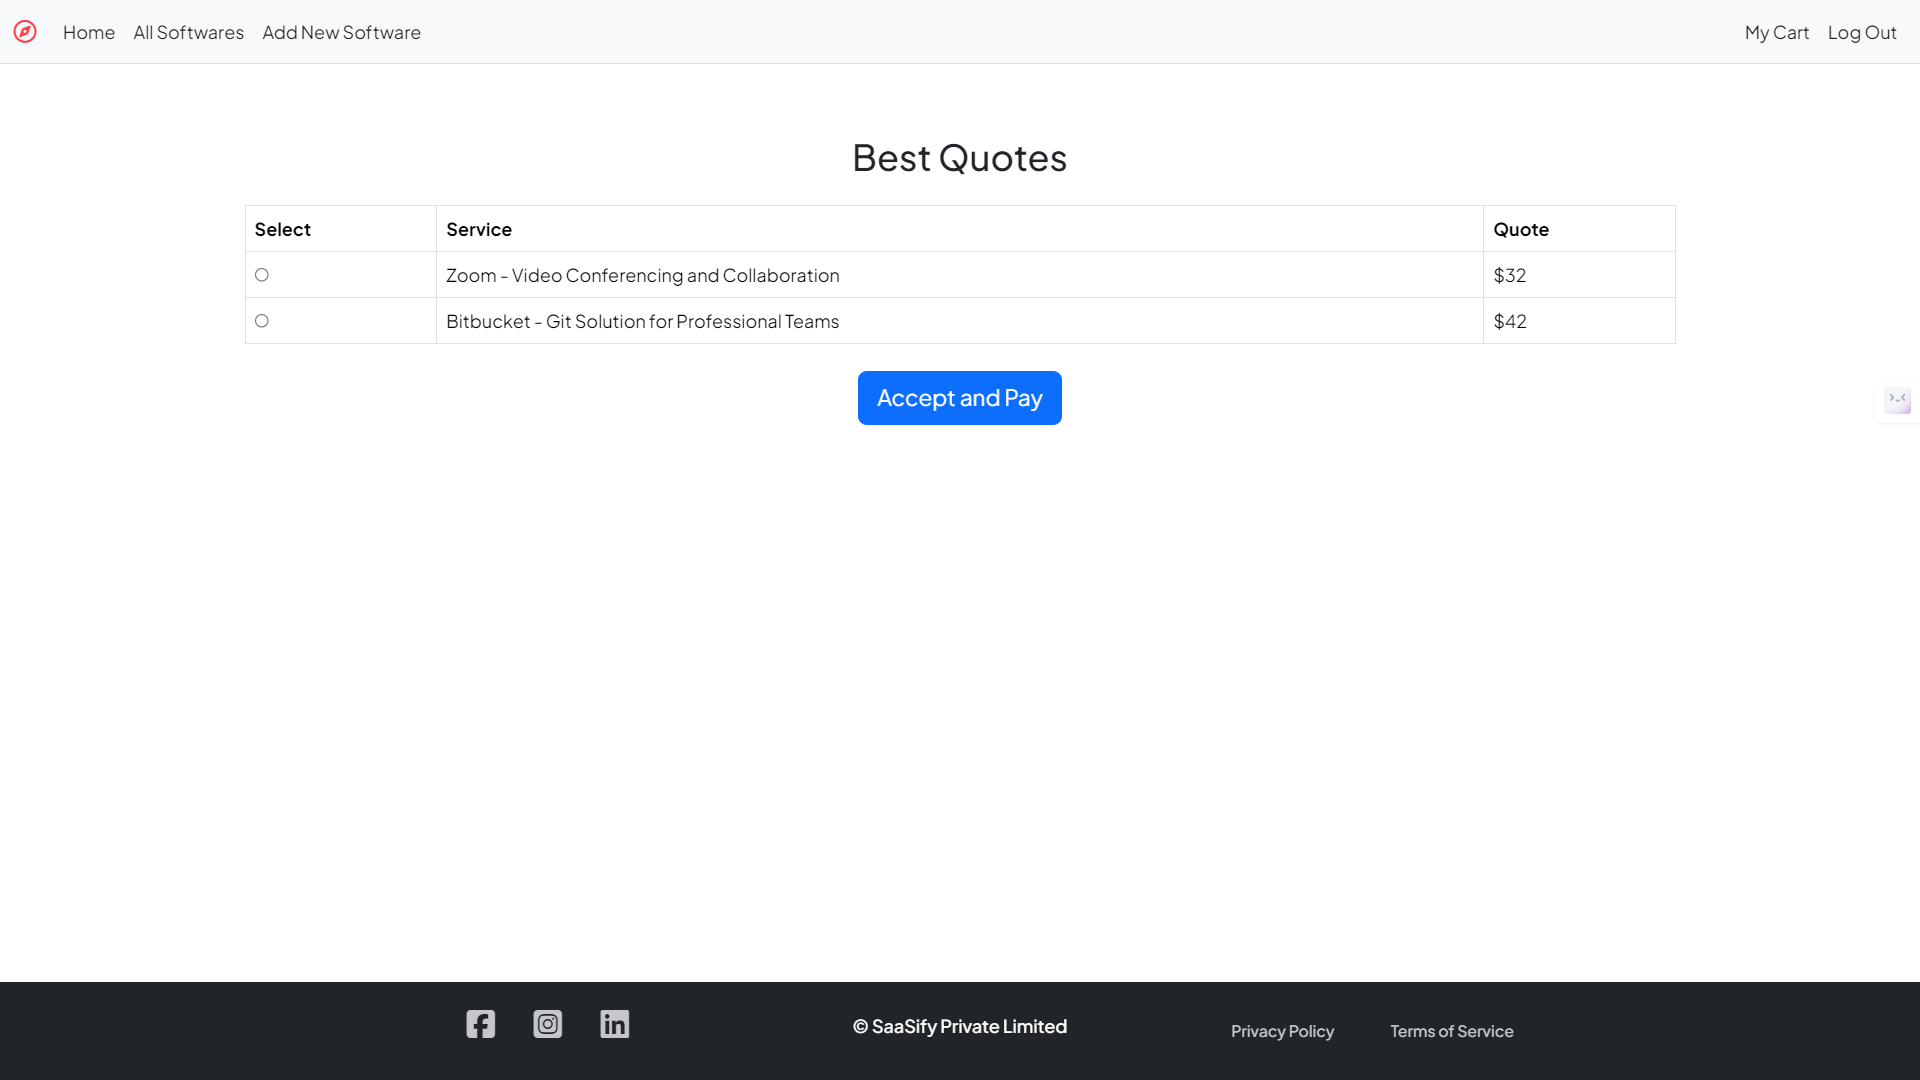 Home All Softwares Add New Software My Cart Log Out
Best Quotes
Select Service Quote
Zoom - Video Conferencing and Collaboration $32
Bitbucket - Git Solution for Professional Teams $42
Accept and Pay
© SaaSify Private Limited Privacy Policy Terms of Service